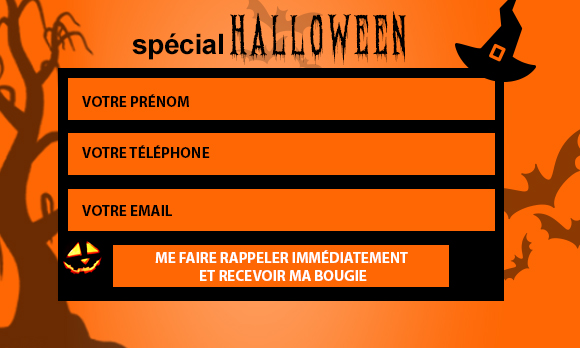 spécial HALLOWEEN
VOTRE PRÉNOM
VOTRE TÉLÉPHONE
VOTRE EMAIL
ME FAIRE RAPPELER IMMÉDIATEMENT
ET RECEVOIR MA BOUGIE